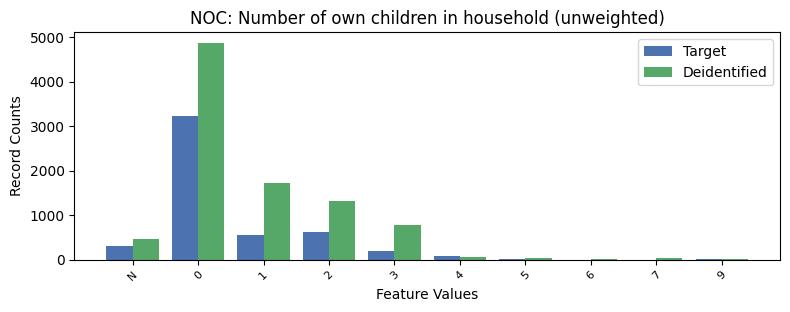 NOC: Number of own children in household (unweighted)
Target
Deidentified
Record Counts
5000
4000
3000
2000
1000
0
N 0 1 2 3 4 5 6 7 9
Feature Values